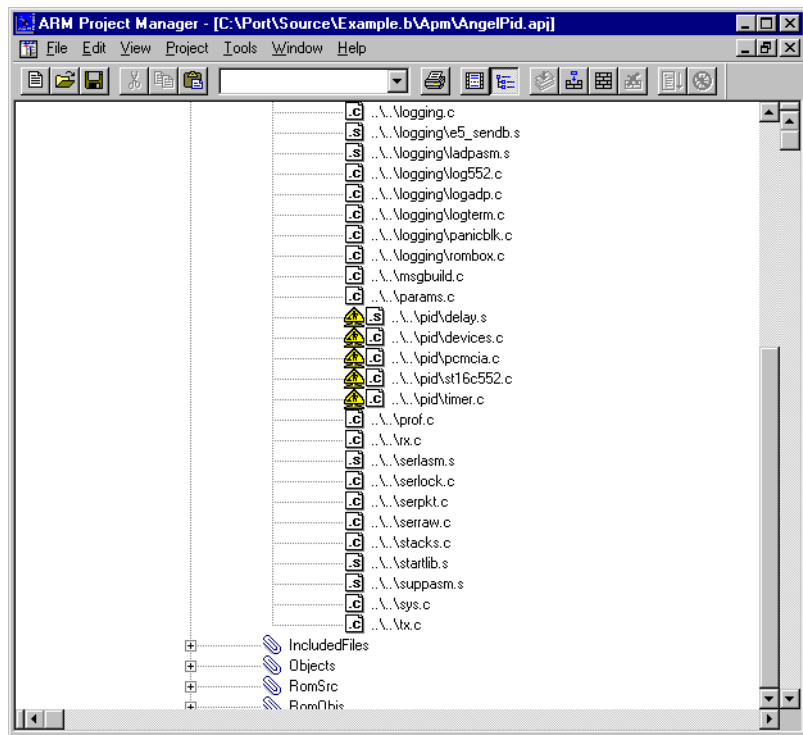 ARM Project Manager - [C:\Port\Source\Example.b\Apm\AngelPid.apj]
File Edit View Project Tools Window Help
.c ..\..\logging.c
.s ..\..\logging\e5_sendb.s
.s ..\..\logging\ladpasm.s
.c ..\..\logging\log552.c
.c ..\..\logging\logadp.c
.c ..\..\logging\logterm.c
.c ..\..\logging\panicblk.c
.c ..\..\logging\rombox.c
.c ..\..\msgbuild.c
.c ..\..\params.c
.s ..\..\pid\delay.s
.c ..\..\pid\devices.c
.c ..\..\pid\pcmcia.c
.c ..\..\pid\st16c552.c
.c ..\..\pid\timer.c
.c ..\..\prof.c
.c ..\..\rx.c
.s ..\..\serlasm.s
.c ..\..\serlock.c
.c ..\..\serpkt.c
.c ..\..\serraw.c
.c ..\..\stacks.c
.s ..\..\startlib.s
.s ..\..\suppasm.s
.c ..\..\sys.c
.c ..\..\tx.c
IncludedFiles
Objects
RomSrc
RomObjs